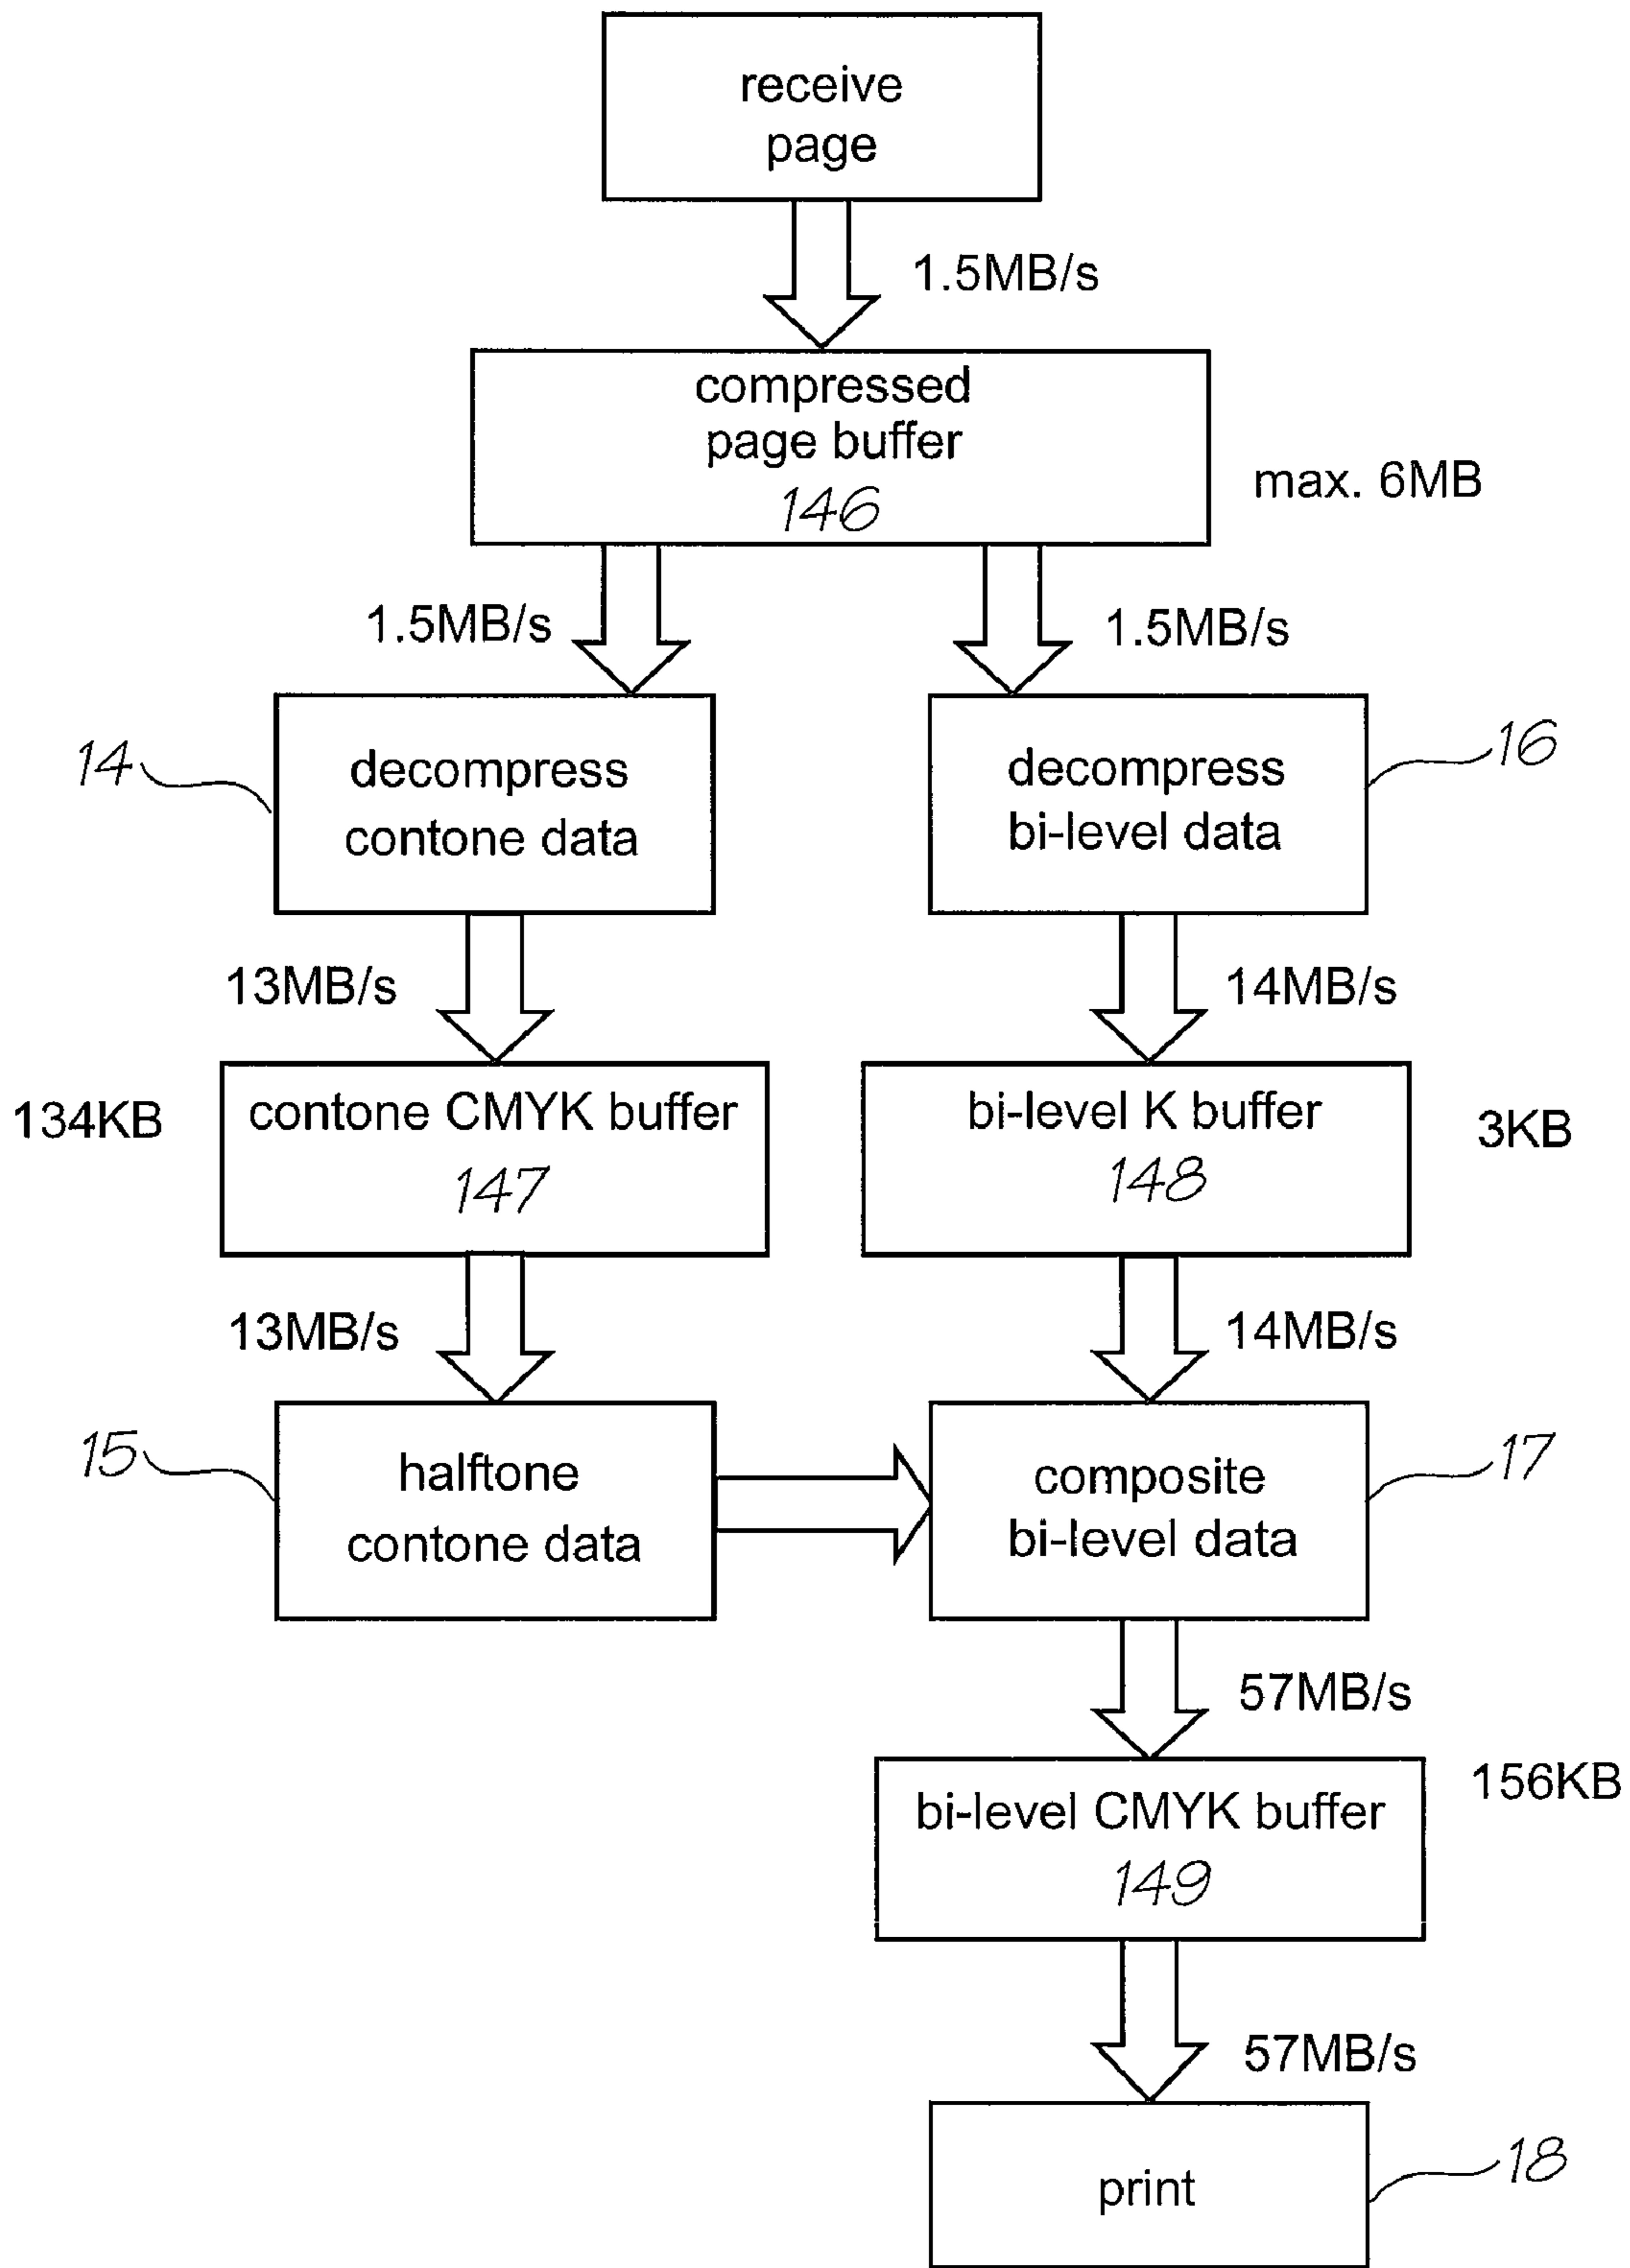 receive
page
1.5MB/s
compressed
page buffer
146
max. 6MB
1.5MB/s
1.5MB/s
14
decompress
contone data
decompress
bi-level data
16
13MB/s
14MB/s
134KB
contone CMYK buffer
147
bi-level K buffer
148
3KB
13MB/s
14MB/s
15
halftone
contone data
composite
bi-level data
17
57MB/s
bi-level CMYK buffer
149
156KB
57MB/s
print
18